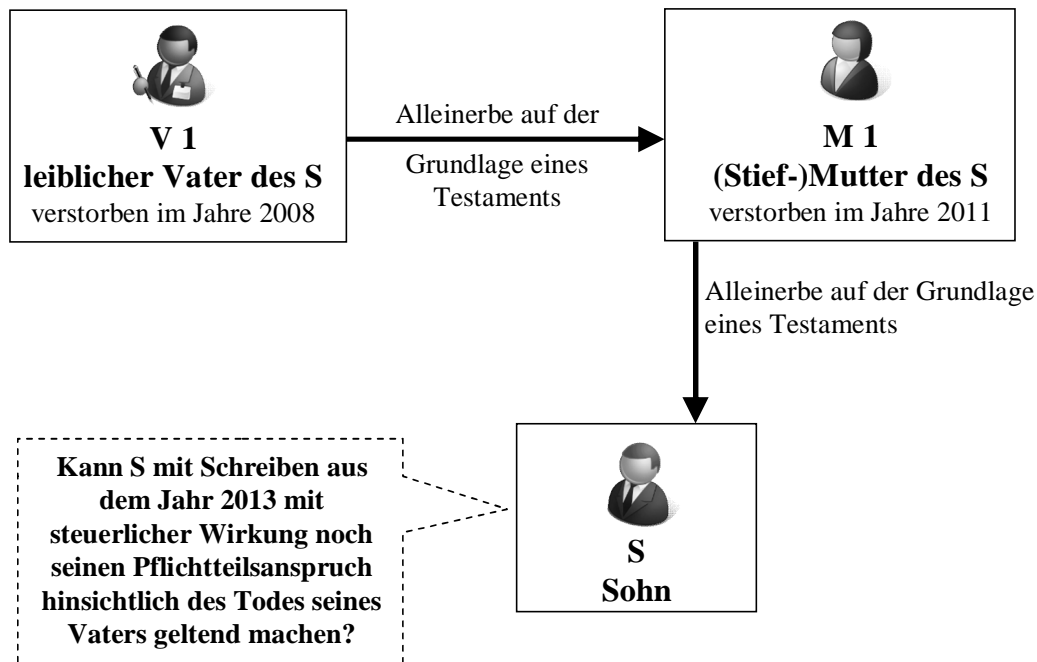 V 1
leiblicher Vater des S
verstorben im Jahre 2008
Alleinerbe auf der
Grundlage eines
Testaments
M 1
(Stief-)Mutter des S
verstorben im Jahre 2011
Alleinerbe auf der Grundlage
eines Testaments
Kann S mit Schreiben aus
dem Jahr 2013 mit
steuerlicher Wirkung noch
seinen Pflichtteilsanspruch
hinsichtlich des Todes seines
Vaters geltend machen?
S
Sohn